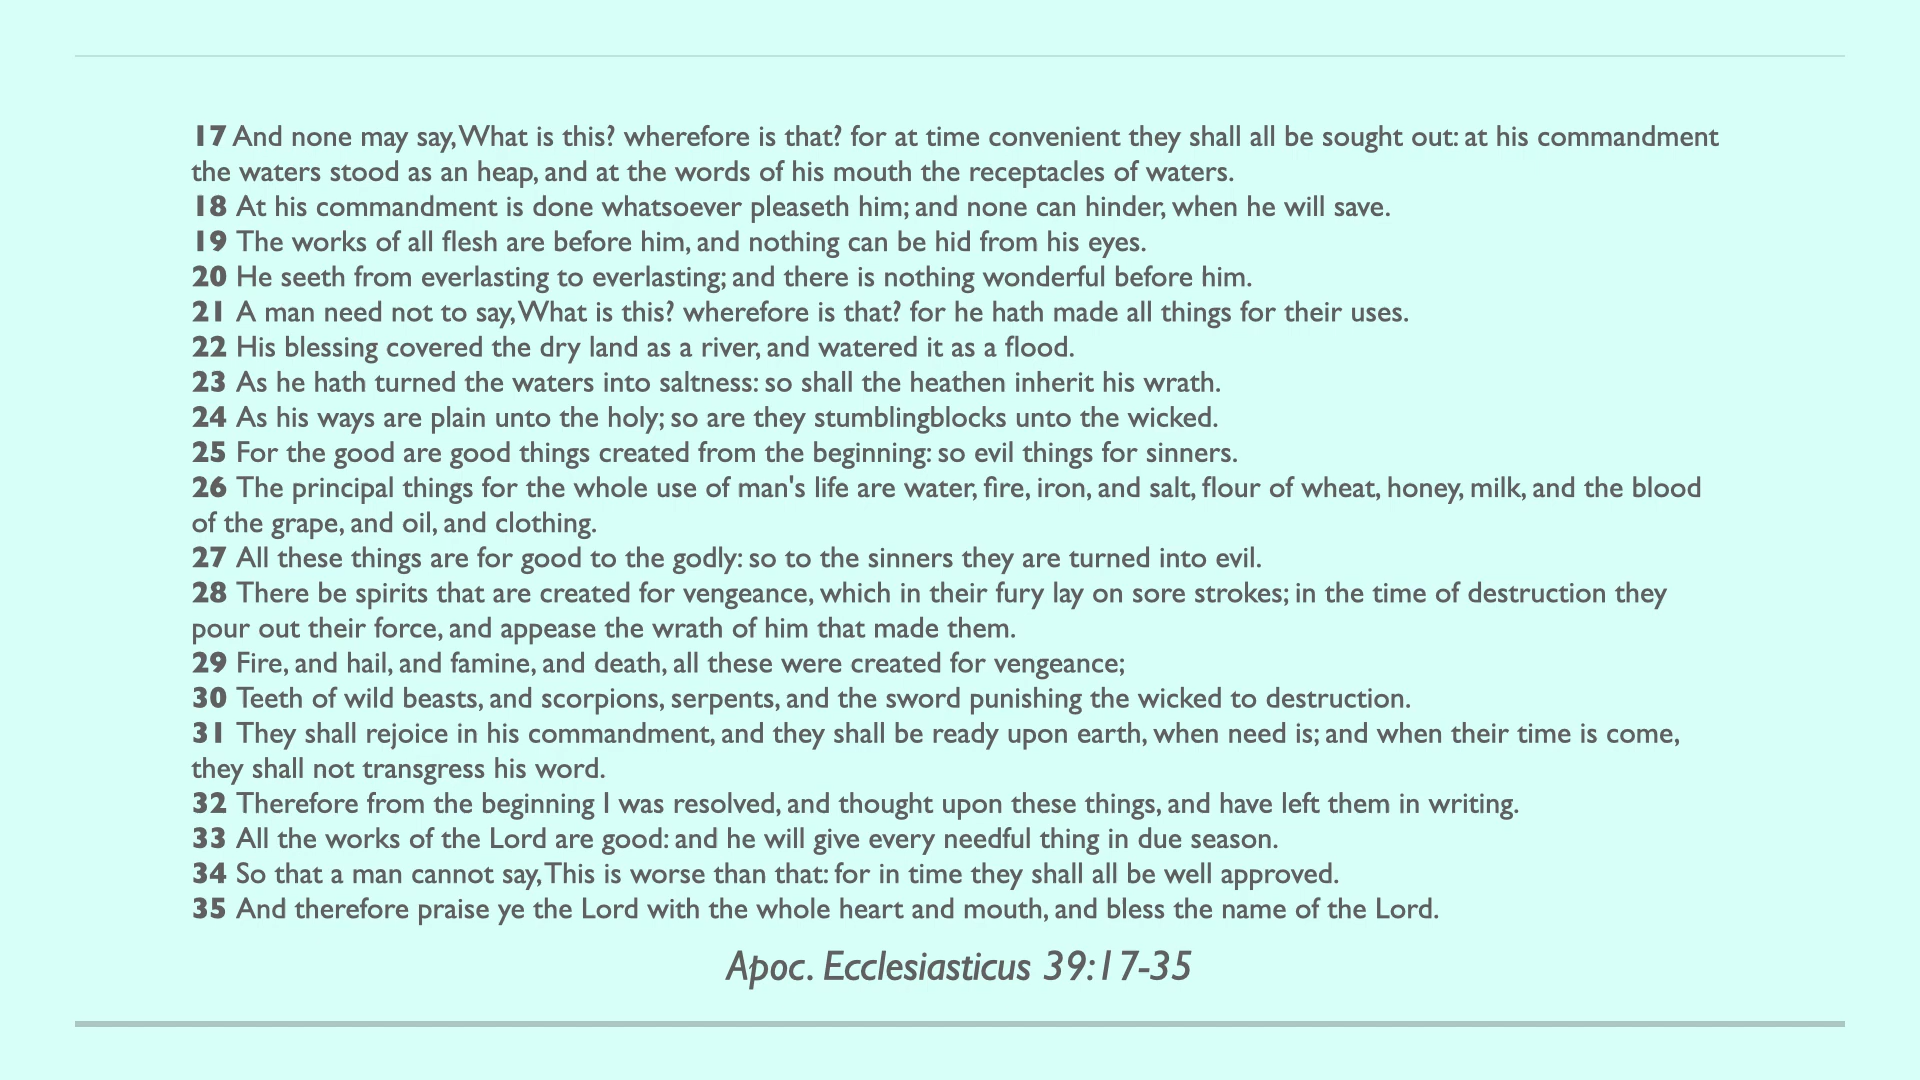 17 And none may say, What is this? wherefore is that? for at time convenient they shall all be sought out: at his commandment
the waters stood as an heap, and at the words of his mouth the receptacles of waters.
18 At his commandment is done whatsoever pleaseth him; and none can hinder, when he will save.
19 The works of all flesh are before him, and nothing can be hid from his eyes.
20 He seeth from everlasting to everlasting; and there is nothing wonderful before him.
21 A man need not to say, What is this? wherefore is that? for he hath made all things for their uses.
22 His blessing covered the dry land as a river, and watered it as a flood.
23 As he hath turned the waters into saltness: so shall the heathen inherit his wrath.
24 As his ways are plain unto the holy; so are they stumblingblocks unto the wicked.
25 For the good are good things created from the beginning: so evil things for sinners.
26 The principal things for the whole use of man's life are water, fire, iron, and salt, flour of wheat, honey, milk, and the blood
of the grape, and oil, and clothing.
27 All these things are for good to the godly: so to the sinners they are turned into evil.
28 There be spirits that are created for vengeance, which in their fury lay on sore strokes; in the time of destruction they
pour out their force, and appease the wrath of him that made them.
29 Fire, and hail, and famine, and death, all these were created for vengeance;
30 Teeth of wild beasts, and scorpions, serpents, and the sword punishing the wicked to destruction.
31 They shall rejoice in his commandment, and they shall be ready upon earth, when need is; and when their time is come,
they shall not transgress his word.
32 Therefore from the beginning I was resolved, and thought upon these things, and have left them in writing.
33 All the works of the Lord are good: and he will give every needful thing in due season.
34 So that a man cannot say, This is worse than that: for in time they shall all be well approved.
35 And therefore praise ye the Lord with the whole heart and mouth, and bless the name of the Lord.
Apoc. Ecclesiasticus 39:17-35